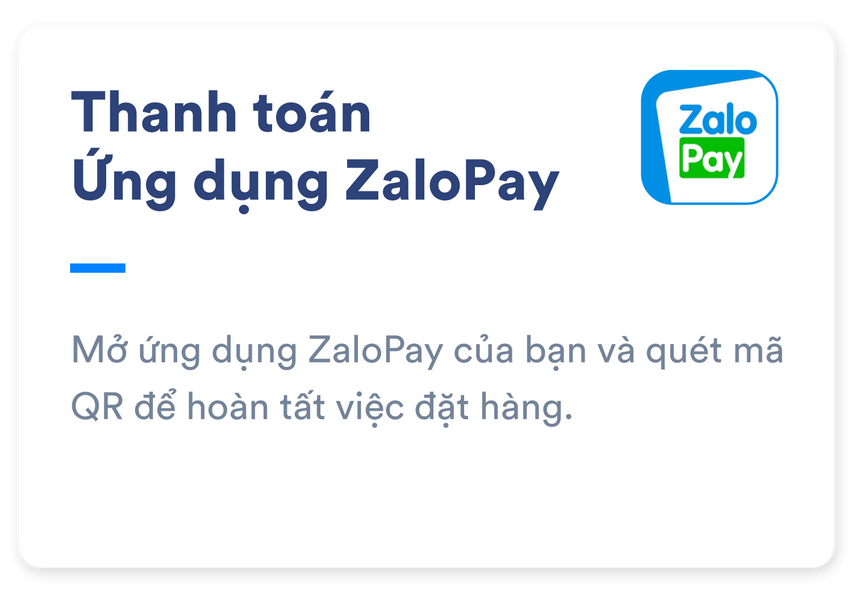 Thanh toán
Ứng dụng ZaloPay
Zalo
Pay
Mở ứng dụng ZaloPay của bạn và quét mã
QR để hoàn tất việc đặt hàng.